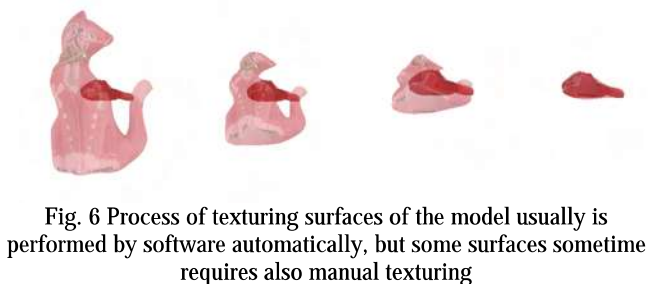 Fig. 6 Process of texturing surfaces of the model usually is
performed by software automatically, but some surfaces sometime
requires also manual texturing